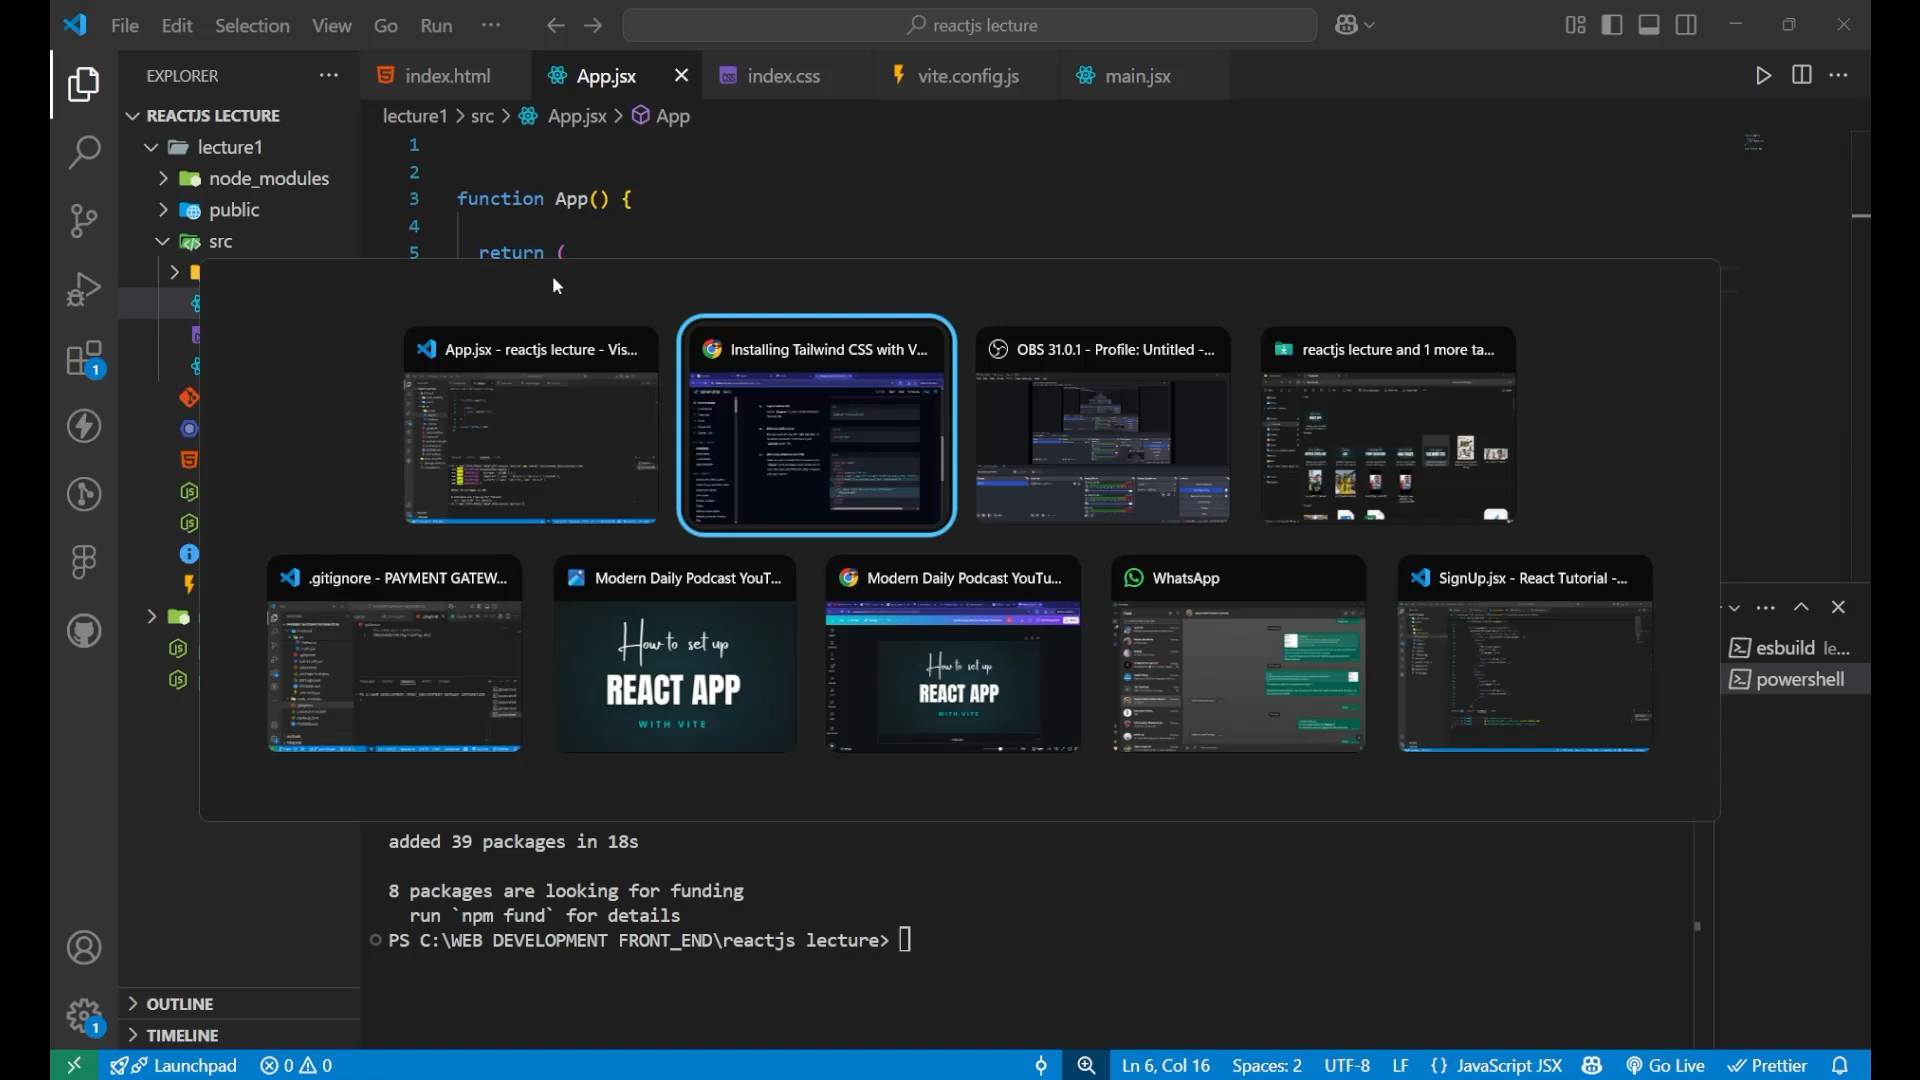 File Edit Selection View Go Run ···
reactjs lecture
EXPLORER
index.html
App.jsx
index.css
vite.config.js
main.jsx
REACTJS LECTURE
lecture1 > src > App.jsx > App
lecture1
node_modules
public
src
1
2
3 function App() {
4
5 return (
App.jsx - reactjs lecture - Vis...
Installing Tailwind CSS with V...
OBS 31.0.1 - Profile: Untitled -...
reactjs lecture and 1 more ta...
.gitignore - PAYMENT GATEW...
Modern Daily Podcast YouT...
Modern Daily Podcast YouTu...
WhatsApp
SignUp.jsx - React Tutorial -...
How to set up
REACT APP
WITH VITE
How to set up
REACT APP
WITH VITE
1
esbuild le...
powershell
added 39 packages in 18s
8 packages are looking for funding
run `npm fund` for details
PS C:\WEB DEVELOPMENT FRONT_END\reactjs lecture>
OUTLINE
TIMELINE
1
Launchpad
0 0
Ln 6, Col 16
Spaces: 2
UTF-8
LF
{} JavaScript JSX
Go Live
Prettier